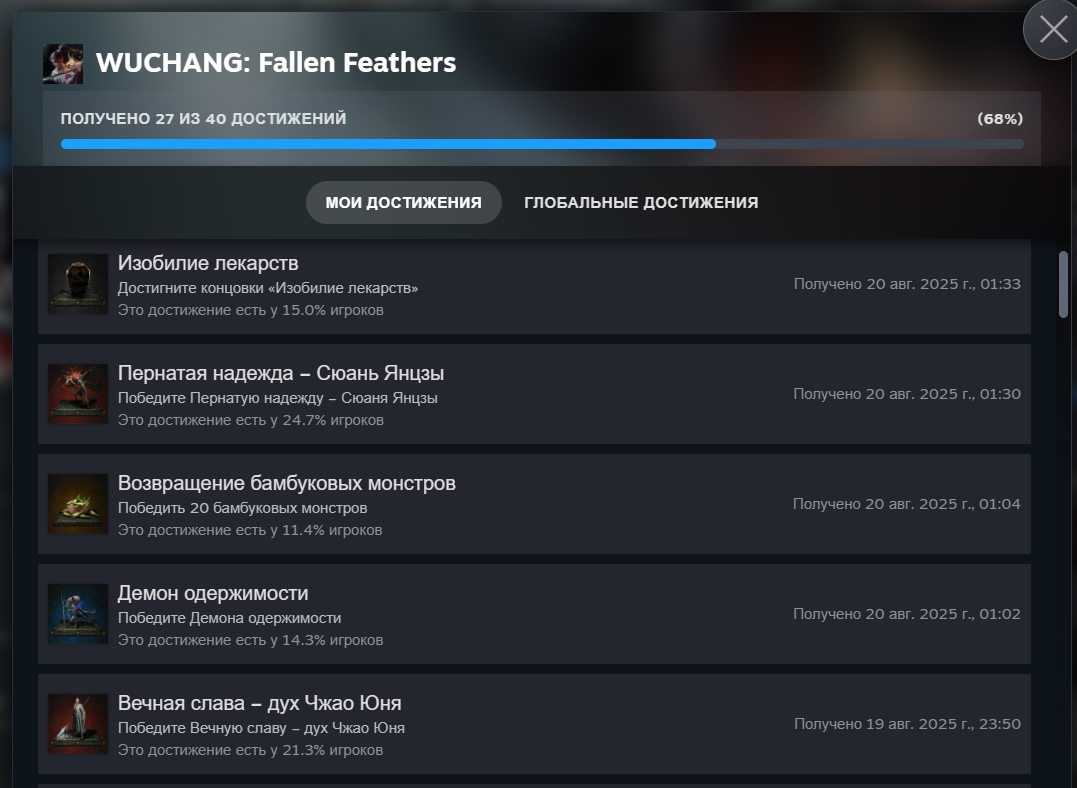 WUCHANG: Fallen Feathers
ПОЛУЧЕНО 27 ИЗ 40 ДОСТИЖЕНИЙ
(68%)
МОИ ДОСТИЖЕНИЯ
ГЛОБАЛЬНЫЕ ДОСТИЖЕНИЯ
Изобилие лекарств
Достигните концовки «Изобилие лекарств»
Это достижение есть у 15.0% игроков
Получено 20 авг. 2025 г., 01:33
Пернатая надежда – Сюань Янцзы
Победите Пернатую надежду – Сюаня Янцзы
Это достижение есть у 24.7% игроков
Получено 20 авг. 2025 г., 01:30
Возвращение бамбуковых монстров
Победить 20 бамбуковых монстров
Это достижение есть у 11.4% игроков
Получено 20 авг. 2025 г., 01:04
Демон одержимости
Победите Демона одержимости
Это достижение есть у 14.3% игроков
Получено 20 авг. 2025 г., 01:02
Вечная слава – дух Чжао Юня
Победите Вечную славу – дух Чжао Юня
Это достижение есть у 21.3% игроков
Получено 19 авг. 2025 г., 23:50